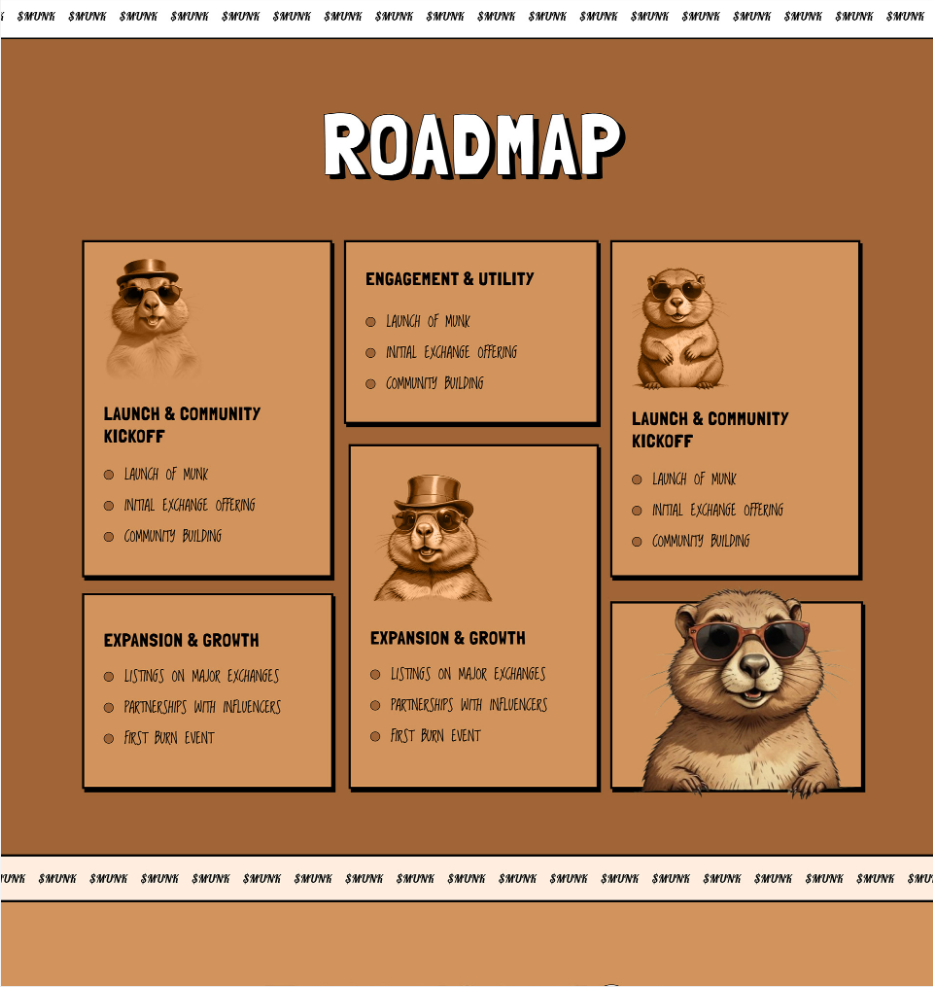 $MUNK $MUNK $MUNK $MUNK $MUNK $MUNK $MUNK $MUNK $MUNK $MUNK $MUNK $MUNK $MUNK $MUNK $MUNK $MUNK $MUNK $MUNK
ROADMAP
LAUNCH & COMMUNITY
KICKOFF
LAUNCH OF MUNK
INITIAL EXCHANGE OFFERING
COMMUNITY BUILDING
ENGAGEMENT & UTILITY
LAUNCH OF MUNK
INITIAL EXCHANGE OFFERING
COMMUNITY BUILDING
LAUNCH & COMMUNITY
KICKOFF
LAUNCH OF MUNK
INITIAL EXCHANGE OFFERING
COMMUNITY BUILDING
EXPANSION & GROWTH
LISTINGS ON MAJOR EXCHANGES
PARTNERSHIPS WITH INFLUENCERS
FIRST BURN EVENT
EXPANSION & GROWTH
LISTINGS ON MAJOR EXCHANGES
PARTNERSHIPS WITH INFLUENCERS
FIRST BURN EVENT
MUNK $MUNK $MUNK $MUNK $MUNK $MUNK $MUNK $MUNK $MUNK $MUNK $MUNK $MUNK $MUNK $MUNK $MUNK $MUNK $MUNK $MU